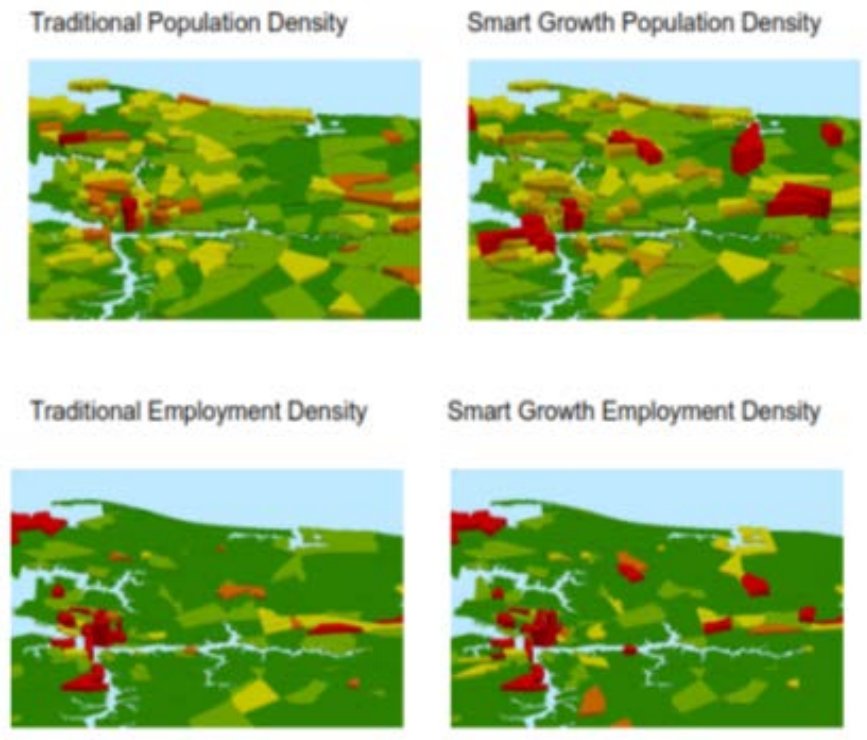 Traditional Population Density
Smart Growth Population Density
Traditional Employment Density
Smart Growth Employment Density